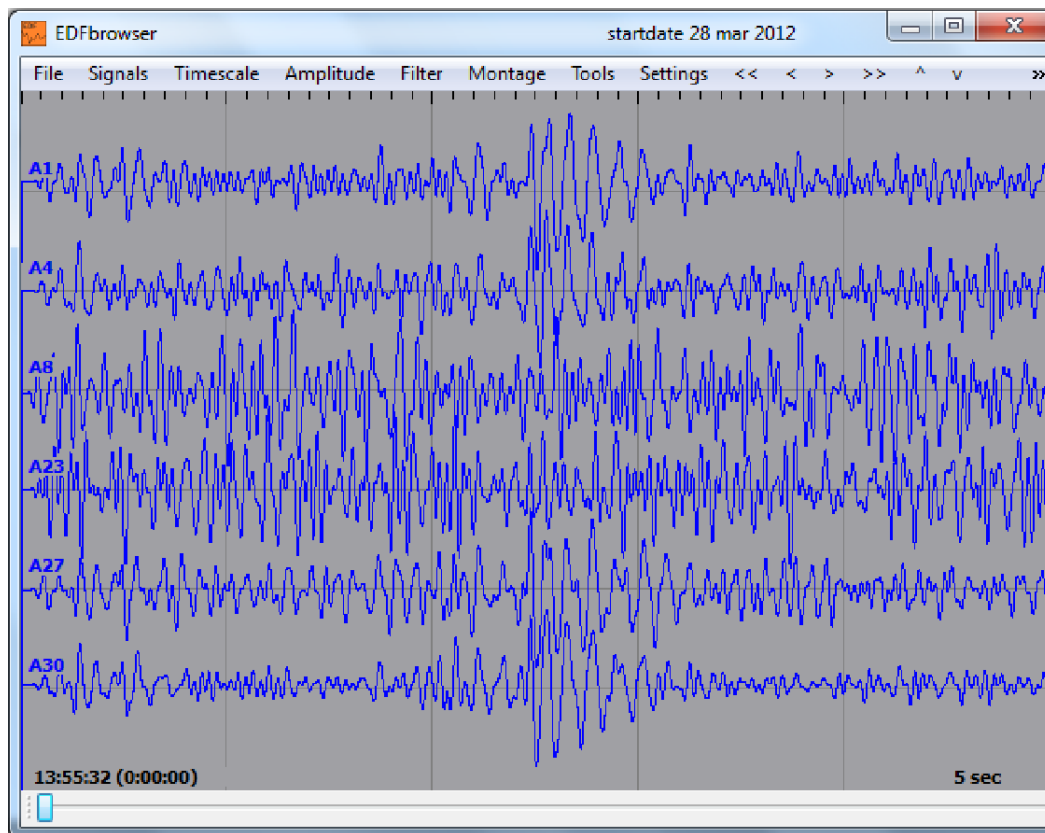 EDFbrowser startdate 28 mar 2012
File Signals Timescale Amplitude Filter Montage Tools Settings << < > >> ^ v »
A1
A4
A8
A23
A27
A30
13:55:32 (0:00:00) 5 sec